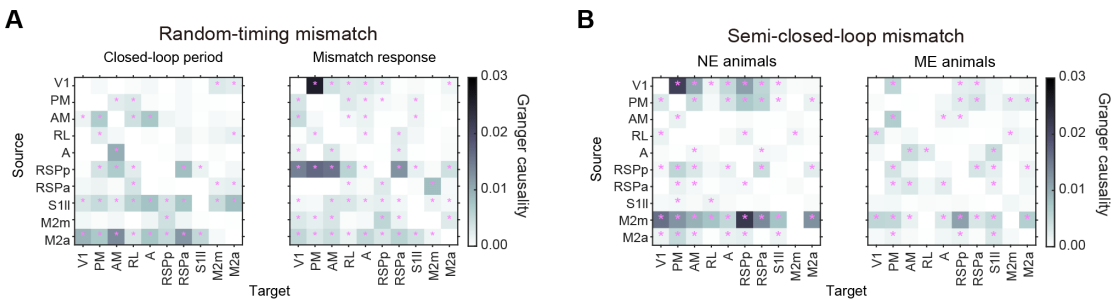 A
Random-timing mismatch
Closed-loop period
Mismatch response
V1
PM
AM
RL
A
RSPp
RSPa
S1ll
M2m
M2a
Source
V1
PM
AM
RL
A
RSPp
RSPa
S1ll
M2m
M2a
V1
PM
AM
RL
A
RSPp
RSPa
S1ll
M2m
M2a
Target
0.03
0.02
0.01
0.00
Granger causality
B
Semi-closed-loop mismatch
NE animals
ME animals
V1
PM
AM
RL
A
RSPp
RSPa
S1ll
M2m
M2a
Source
V1
PM
AM
RL
A
RSPp
RSPa
S1ll
M2m
M2a
V1
PM
AM
RL
A
RSPp
RSPa
S1ll
M2m
M2a
Target
0.03
0.02
0.01
0.00
Granger causality